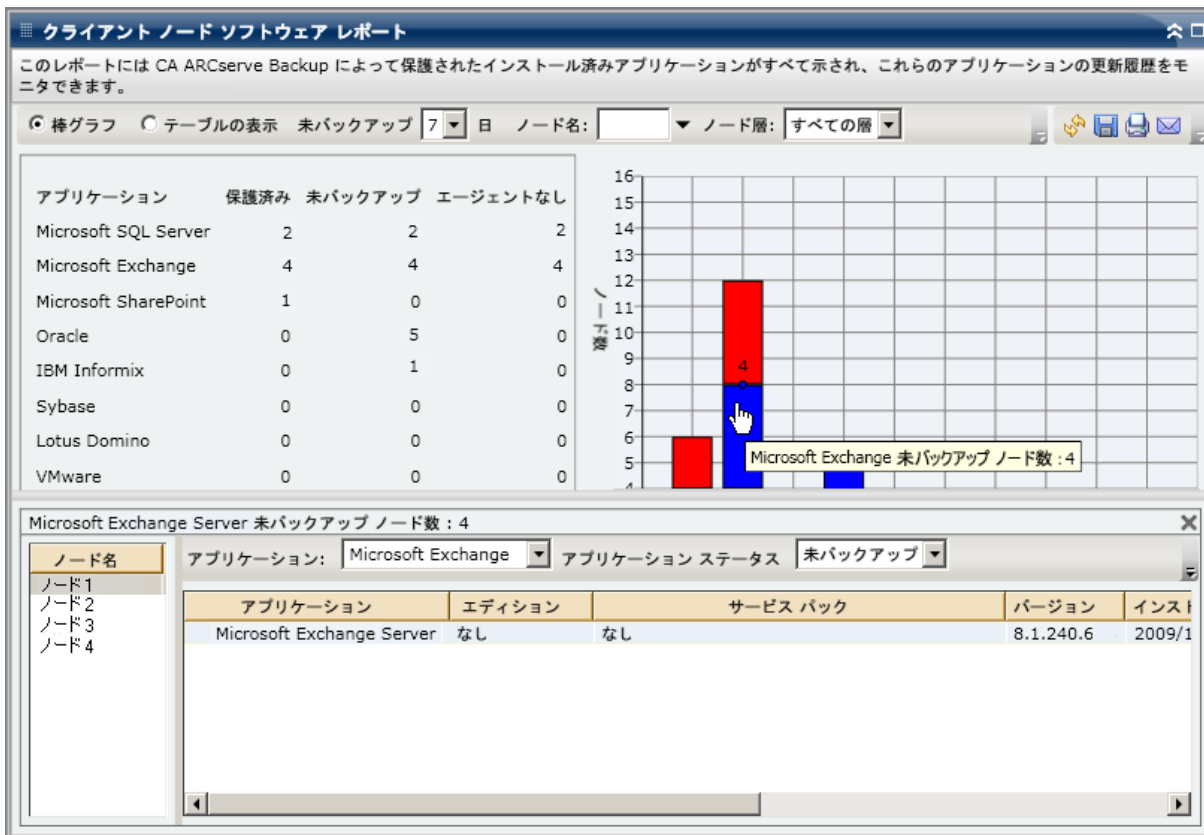 クライアント ノード ソフトウェア レポート
このレポートには CA ARCserve Backup によって保護されたインストール済みアプリケーションがすべて示され、これらのアプリケーションの更新履歴をモ
ニタできます。
棒グラフ テーブルの表示 未バックアップ 7 日 ノード名: ノード層: すべての層
アプリケーション 保護済み 未バックアップ エージェントなし
Microsoft SQL Server 2 2 2
Microsoft Exchange 4 4 4
Microsoft SharePoint 1 0 0
Oracle 0 5 0
IBM Informix 0 1 0
Sybase 0 0 0
Lotus Domino 0 0 0
VMware 0 0 0
ノード数
16
15
14
13
12
11
10
9
8
7
6
5
4
4
Microsoft Exchange 未バックアップ ノード数 : 4
Microsoft Exchange Server 未バックアップ ノード数 : 4
ノード名
ノード1
ノード2
ノード3
ノード4
アプリケーション: Microsoft Exchange アプリケーション ステータス 未バックアップ
アプリケーション エディション サービス パック バージョン インスト
Microsoft Exchange Server なし なし 8.1.240.6 2009/1